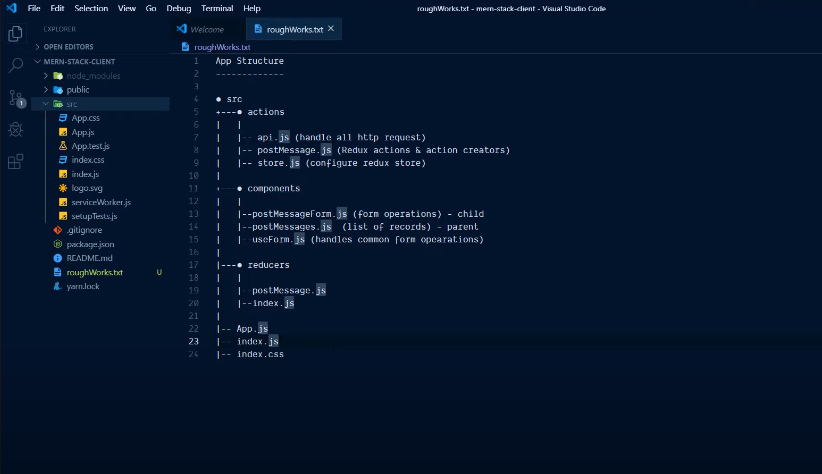 File Edit Selection View Go Debug Terminal Help
roughWorks.txt - mern-stack-client - Visual Studio Code
EXPLORER
OPEN EDITORS
MERN-STACK-CLIENT
node_modules
public
src
App.css
App.js
App.test.js
index.css
index.js
logo.svg
serviceWorker.js
setupTests.js
.gitignore
package.json
README.md
roughWorks.txt U
yarn.lock
1
Welcome
roughWorks.txt
roughWorks.txt
1 App Structure
2 -------------
3
4 ● src
5 +---● actions
6 | |
7 | |-- api.js (handle all http request)
8 | |-- postMessage.js (Redux actions & action creators)
9 | |-- store.js (configure redux store)
10 |
11 +---● components
12 | |
13 | |--postMessageForm.js (form operations) - child
14 | |--postMessages.js  (list of records) - parent
15 | |--useForm.js (handles common form opearations)
16 |
17 |---● reducers
18 | |
19 | |--postMessage.js
20 | |--index.js
21 |
22 |-- App.js
23 |-- index.js
24 |-- index.css